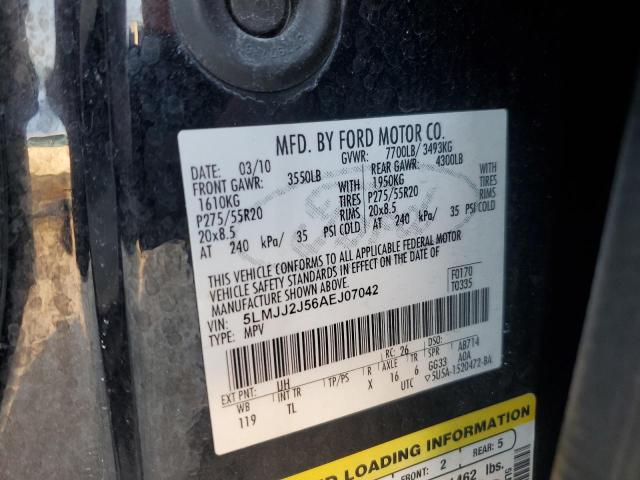 MFD. BY FORD MOTOR CO.
DATE: 03/10 GVWR: 7700LB/ 3493KG
FRONT GAWR: 3550LB REAR GAWR: 4300LB
1610KG WITH 1950KG WITH
P275/55R20 TIRES P275/55R20 TIRES
20x8.5 RIMS 20x8.5 RIMS
AT 240 kPa/ 35 PSI COLD AT 240 kPa/ 35 PSI COLD
THIS VEHICLE CONFORMS TO ALL APPLICABLE FEDERAL MOTOR
VEHICLE SAFETY STANDARDS IN EFFECT ON THE DATE OF
MANUFACTURE SHOWN ABOVE.
VIN: 5LMJJ2J56AEJ07042 F0170
TYPE: MPV T0335
EXT PNT: UH RC: 26 DSO: AB714
WB INT TR TP/PS R AXLE TR SPR GG33 A0A
119 TL X 16 6 UTC ▽5U5A-1520472-BA
LOADING INFORMATION
FRONT: 2 REAR: 5
lbs.